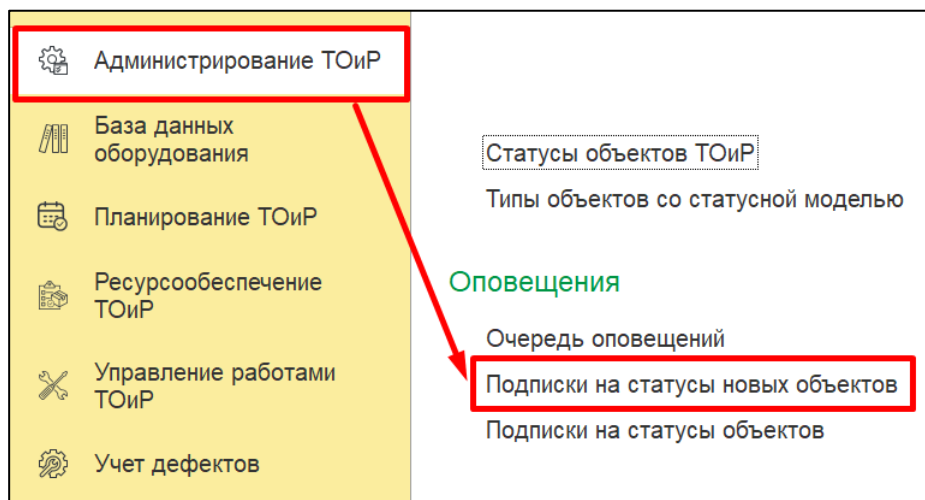 Администрирование ТОиР
База данных
оборудования
Планирование ТОиР
Ресурсообеспечение
ТОиР
Управление работами
ТОиР
Учет дефектов
Статусы объектов ТОиР
Типы объектов со статусной моделью
Оповещения
Очередь оповещений
Подписки на статусы новых объектов
Подписки на статусы объектов